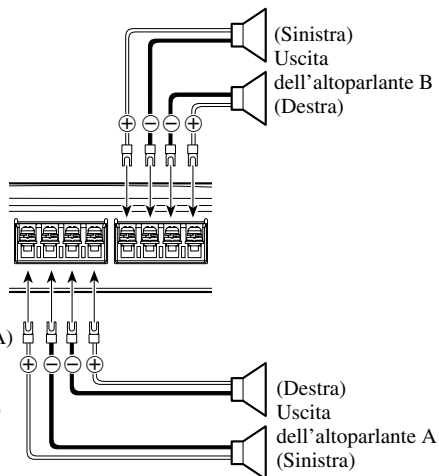 (Sinistra)
Uscita
dell'altoparlante B
(Destra)
+ − − +
A)
+ − − +
(Destra)
Uscita
dell'altoparlante A
(Sinistra)